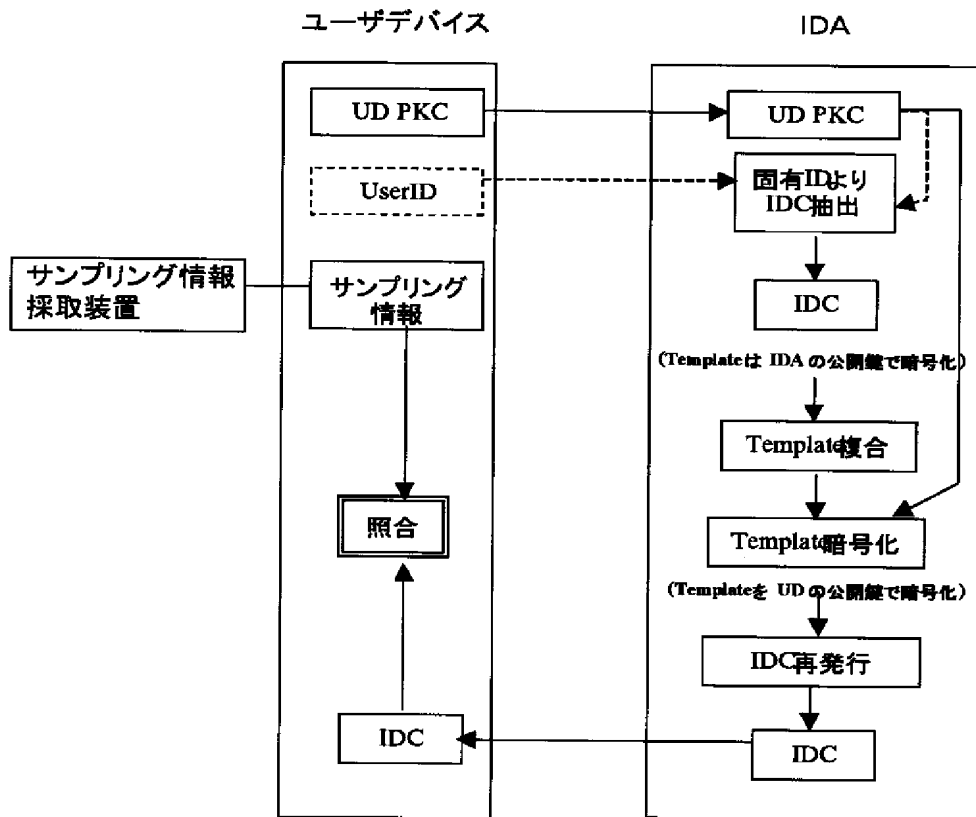 ユーザデバイス
IDA
UD PKC
UD PKC
UserID
固有IDより
IDC抽出
サンプリング情報
採取装置
サンプリング
情報
IDC
(Templateは IDA の公開鍵で暗号化)
Template複合
照合
Template暗号化
(Templateを UD の公開鍵で暗号化)
IDC再発行
IDC
IDC